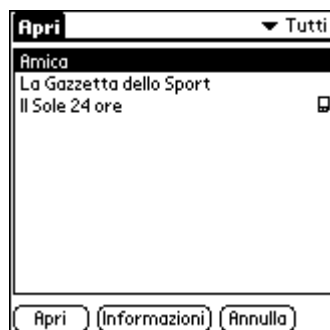 Apri ▼ Tutti
Amica
La Gazzetta dello Sport
Il Sole 24 ore
Apri Informazioni Annulla